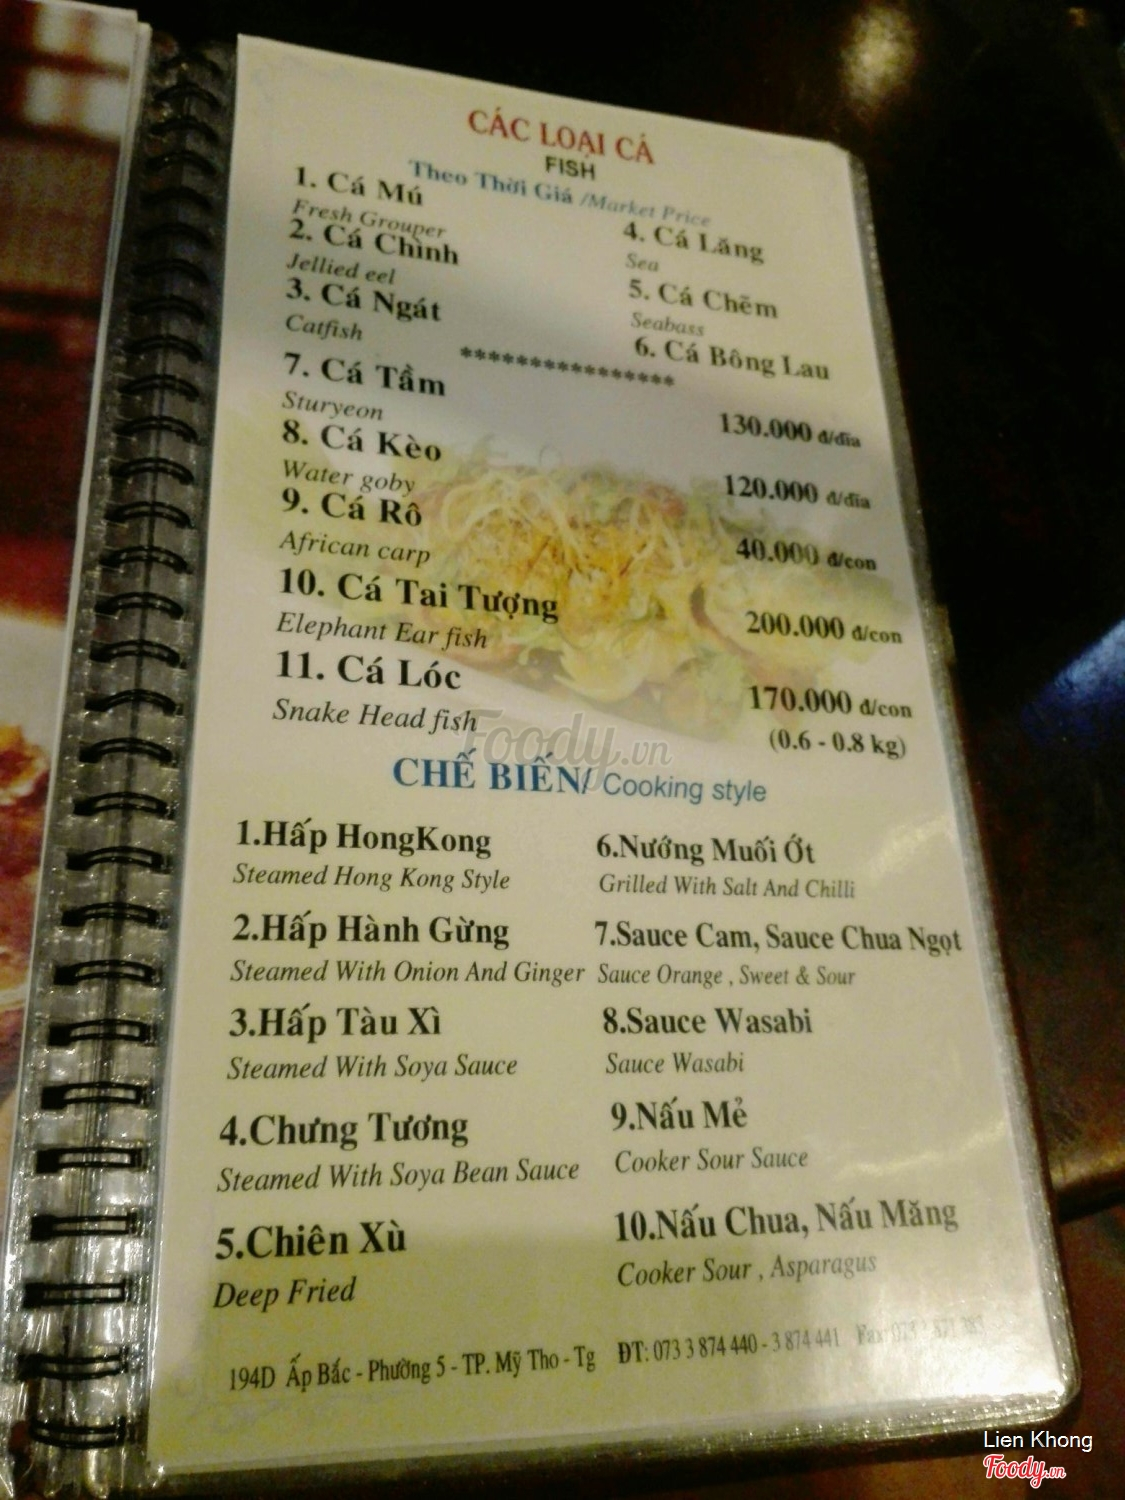 CÁC LOẠI CÁ
FISH
Theo Thời Giá /Market Price
1. Cá Mú
Fresh Grouper
2. Cá Chình
Jellied eel
3. Cá Ngát
Catfish
4. Cá Lăng
Sea
5. Cá Chẽm
Seabass
6. Cá Bông Lau
****************
7. Cá Tầm 130.000 đ/dĩa
Sturyeon
8. Cá Kèo 120.000 đ/dĩa
Water goby
9. Cá Rô 40.000 đ/con
African carp
10. Cá Tai Tượng 200.000 đ/con
Elephant Ear fish
11. Cá Lóc 170.000 đ/con
Snake Head fish (0.6 - 0.8 kg)
Foody.vn
CHẾ BIẾN/ Cooking style
1.Hấp HongKong
Steamed Hong Kong Style
2.Hấp Hành Gừng
Steamed With Onion And Ginger
3.Hấp Tàu Xì
Steamed With Soya Sauce
4.Chưng Tương
Steamed With Soya Bean Sauce
5.Chiên Xù
Deep Fried
6.Nướng Muối Ớt
Grilled With Salt And Chilli
7.Sauce Cam, Sauce Chua Ngọt
Sauce Orange , Sweet & Sour
8.Sauce Wasabi
Sauce Wasabi
9.Nấu Mẻ
Cooker Sour Sauce
10.Nấu Chua, Nấu Măng
Cooker Sour , Asparagus
194D Ấp Bắc - Phường 5 - TP. Mỹ Tho - Tg ĐT: 073 3 874 440 - 3 874 441 Fax:
Lien Khong
Foody.vn